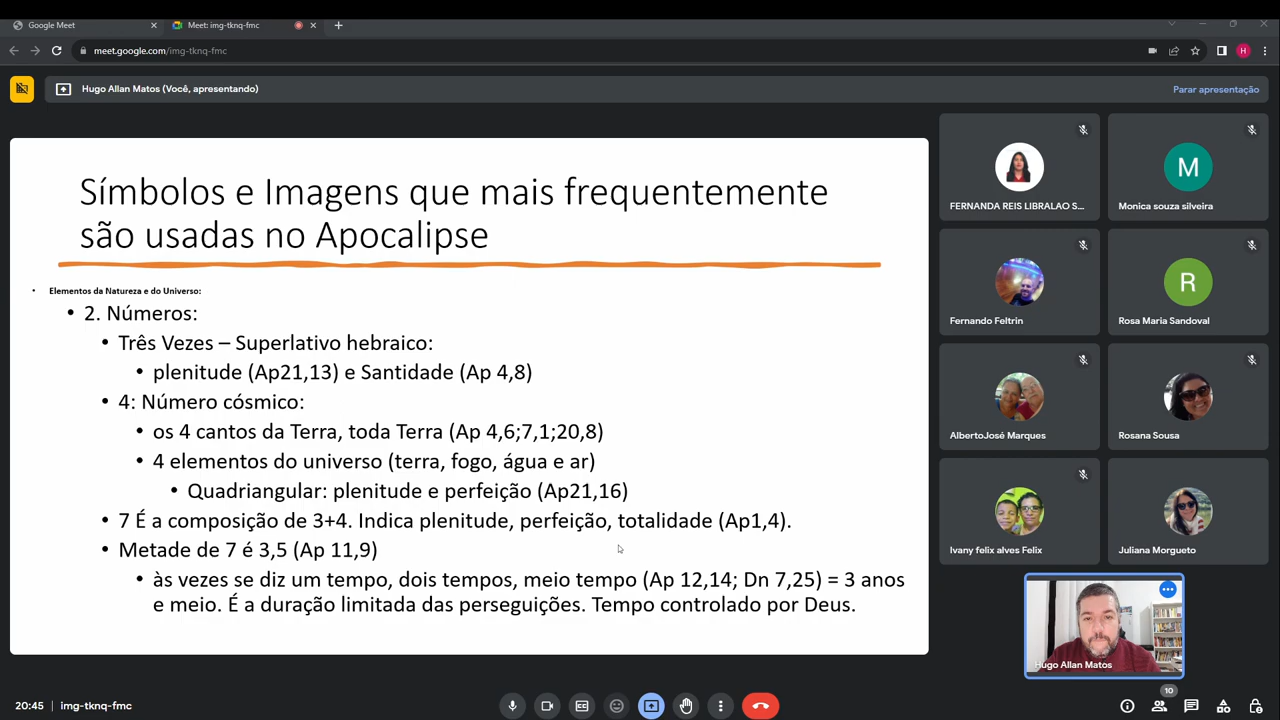 Google Meet
Meet: img-tknq-fmc
meet.google.com/img-tknq-fmc
H
Hugo Allan Matos (Você, apresentando)
Parar apresentação
Símbolos e Imagens que mais frequentemente
são usadas no Apocalipse
• Elementos da Natureza e do Universo:
• 2. Números:
• Três Vezes – Superlativo hebraico:
• plenitude (Ap21,13) e Santidade (Ap 4,8)
• 4: Número cósmico:
• os 4 cantos da Terra, toda Terra (Ap 4,6;7,1;20,8)
• 4 elementos do universo (terra, fogo, água e ar)
• Quadriangular: plenitude e perfeição (Ap21,16)
• 7 É a composição de 3+4. Indica plenitude, perfeição, totalidade (Ap1,4).
• Metade de 7 é 3,5 (Ap 11,9)
• às vezes se diz um tempo, dois tempos, meio tempo (Ap 12,14; Dn 7,25) = 3 anos
e meio. É a duração limitada das perseguições. Tempo controlado por Deus.
FERNANDA REIS LIBRALAO S...
M
Monica souza silveira
Fernando Feltrin
R
Rosa Maria Sandoval
AlbertoJosé Marques
Rosana Sousa
Ivany felix alves Felix
Juliana Morgueto
Hugo Allan Matos
20:45 | img-tknq-fmc
10